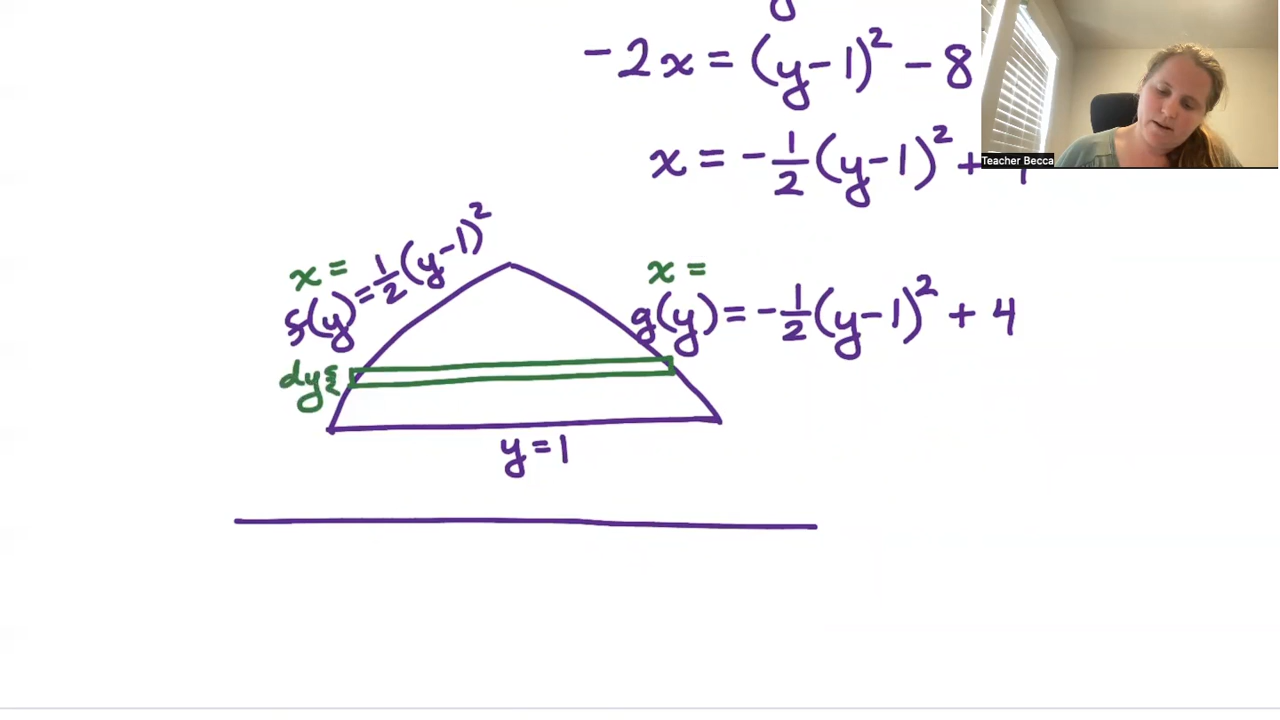 -2x = (y-1)² - 8
x = -1/2 (y-1)² +
Teacher Becca
x =
f(y) = 1/2 (y-1)²
x =
g(y) = -1/2 (y-1)² + 4
dy {
y = 1